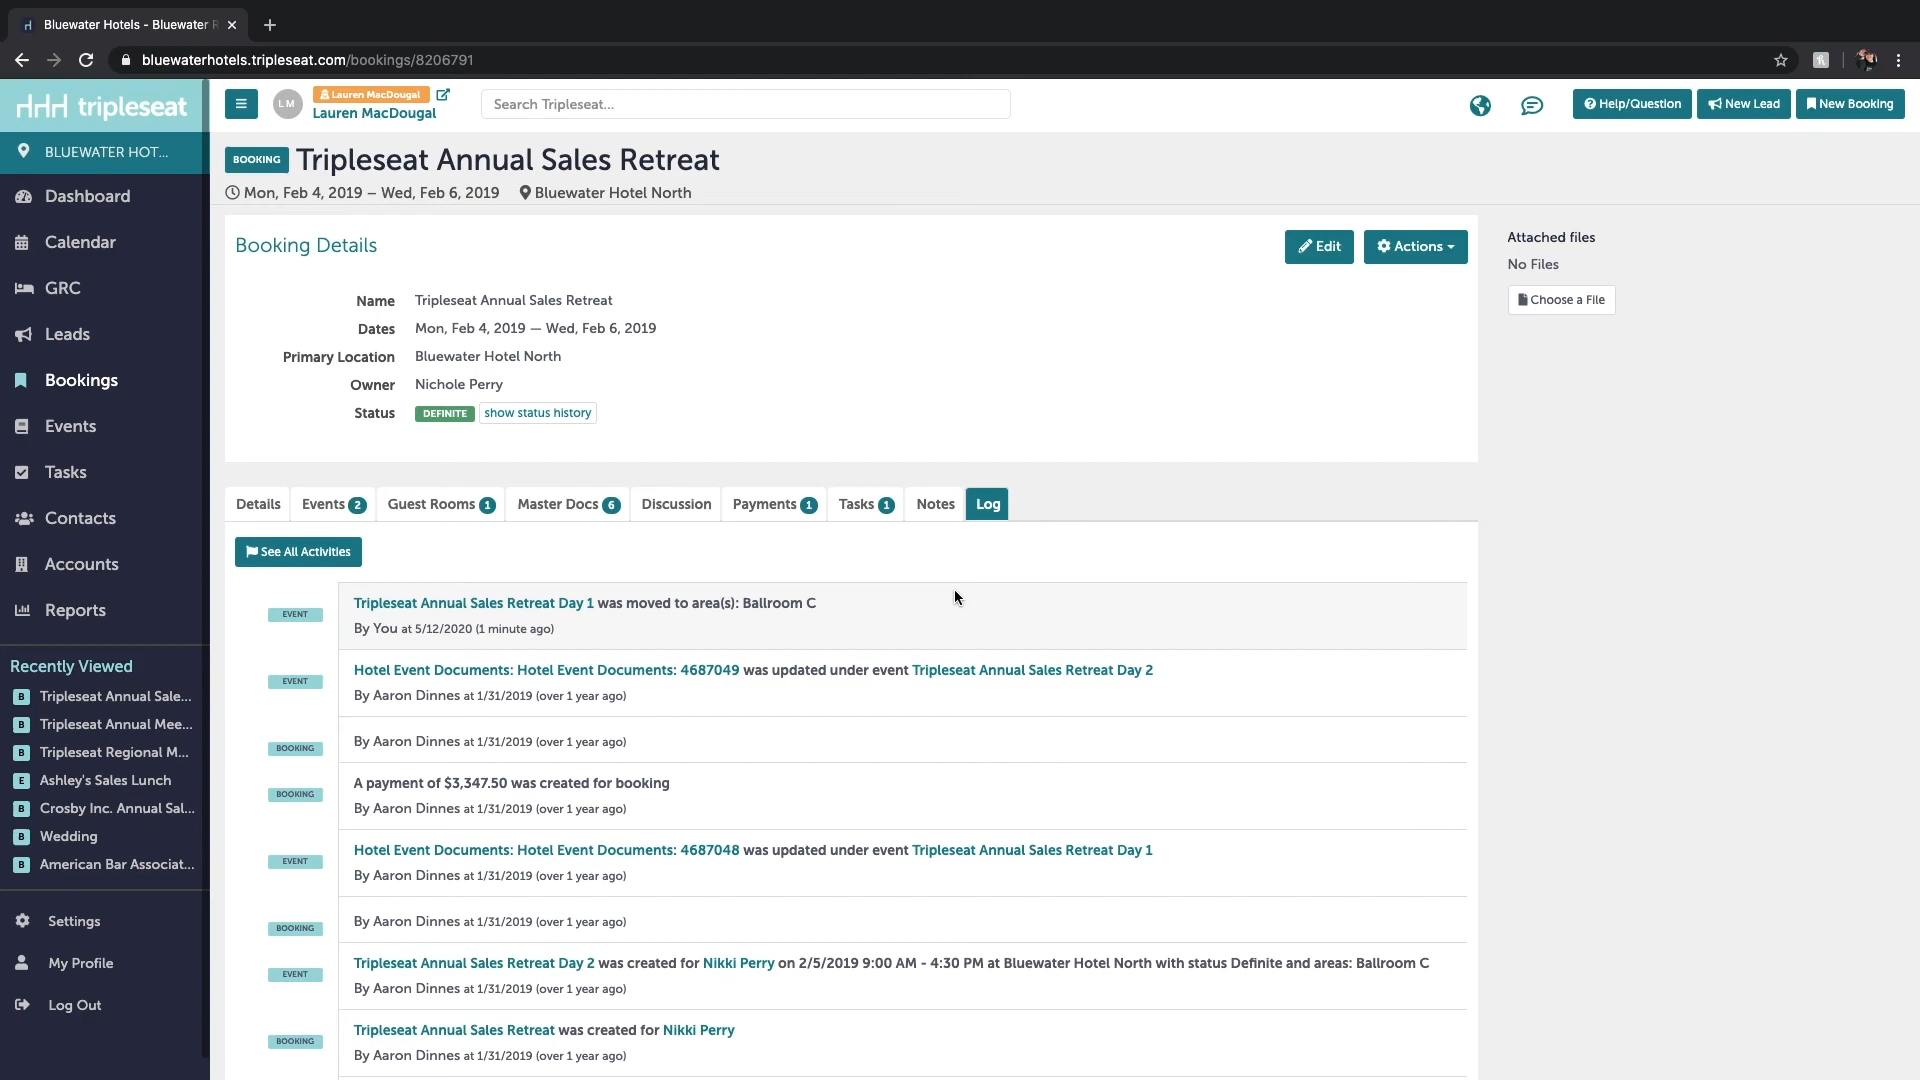 Bluewater Hotels - Bluewater
bluewaterhotels.tripleseat.com/bookings/8206791
tripleseat
LM
Lauren MacDougal
Lauren MacDougal
Search Tripleseat...
Help/Question
New Lead
New Booking
BLUEWATER HOT...
Dashboard
Calendar
GRC
Leads
Bookings
Events
Tasks
Contacts
Accounts
Reports
Recently Viewed
B Tripleseat Annual Sale...
B Tripleseat Annual Mee...
B Tripleseat Regional M...
E Ashley's Sales Lunch
B Crosby Inc. Annual Sal...
B Wedding
B American Bar Associat...
Settings
My Profile
Log Out
BOOKING Tripleseat Annual Sales Retreat
Mon, Feb 4, 2019 – Wed, Feb 6, 2019 Bluewater Hotel North
Booking Details
Edit
Actions
Name Tripleseat Annual Sales Retreat
Dates Mon, Feb 4, 2019 — Wed, Feb 6, 2019
Primary Location Bluewater Hotel North
Owner Nichole Perry
Status DEFINITE show status history
Attached files
No Files
Choose a File
Details Events 2 Guest Rooms 1 Master Docs 6 Discussion Payments 1 Tasks 1 Notes Log
See All Activities
EVENT
Tripleseat Annual Sales Retreat Day 1 was moved to area(s): Ballroom C
By You at 5/12/2020 (1 minute ago)
EVENT
Hotel Event Documents: Hotel Event Documents: 4687049 was updated under event Tripleseat Annual Sales Retreat Day 2
By Aaron Dinnes at 1/31/2019 (over 1 year ago)
BOOKING
By Aaron Dinnes at 1/31/2019 (over 1 year ago)
BOOKING
A payment of $3,347.50 was created for booking
By Aaron Dinnes at 1/31/2019 (over 1 year ago)
EVENT
Hotel Event Documents: Hotel Event Documents: 4687048 was updated under event Tripleseat Annual Sales Retreat Day 1
By Aaron Dinnes at 1/31/2019 (over 1 year ago)
BOOKING
By Aaron Dinnes at 1/31/2019 (over 1 year ago)
EVENT
Tripleseat Annual Sales Retreat Day 2 was created for Nikki Perry on 2/5/2019 9:00 AM - 4:30 PM at Bluewater Hotel North with status Definite and areas: Ballroom C
By Aaron Dinnes at 1/31/2019 (over 1 year ago)
BOOKING
Tripleseat Annual Sales Retreat was created for Nikki Perry
By Aaron Dinnes at 1/31/2019 (over 1 year ago)